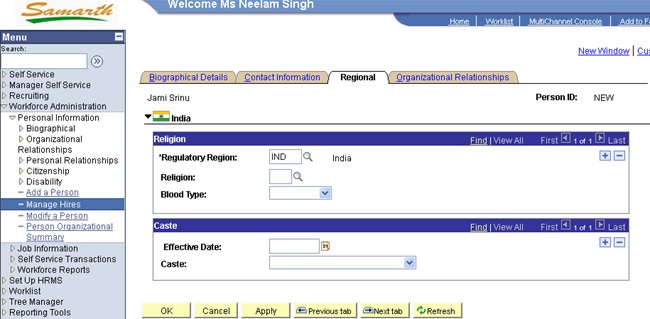 Samarth
Welcome Ms Neelam Singh
Home | Worklist | MultiChannel Console | Add to F
Menu
Search:
New Window | Cus
Self Service
Manager Self Service
Recruiting
Workforce Administration
Personal Information
Biographical
Organizational
Relationships
Personal Relationships
Citizenship
Disability
– Add a Person
– Manage Hires
– Modify a Person
– Person Organizational
Summary
Job Information
Self Service Transactions
Workforce Reports
Set Up HRMS
Worklist
Tree Manager
Reporting Tools
Biographical Details
Contact Information
Regional
Organizational Relationships
Jami Srinu
Person ID: NEW
India
Religion Find | View All First 1 of 1 Last
*Regulatory Region: IND India
Religion:
Blood Type:
Caste Find | View All First 1 of 1 Last
Effective Date:
Caste:
OK Cancel Apply Previous tab Next tab Refresh